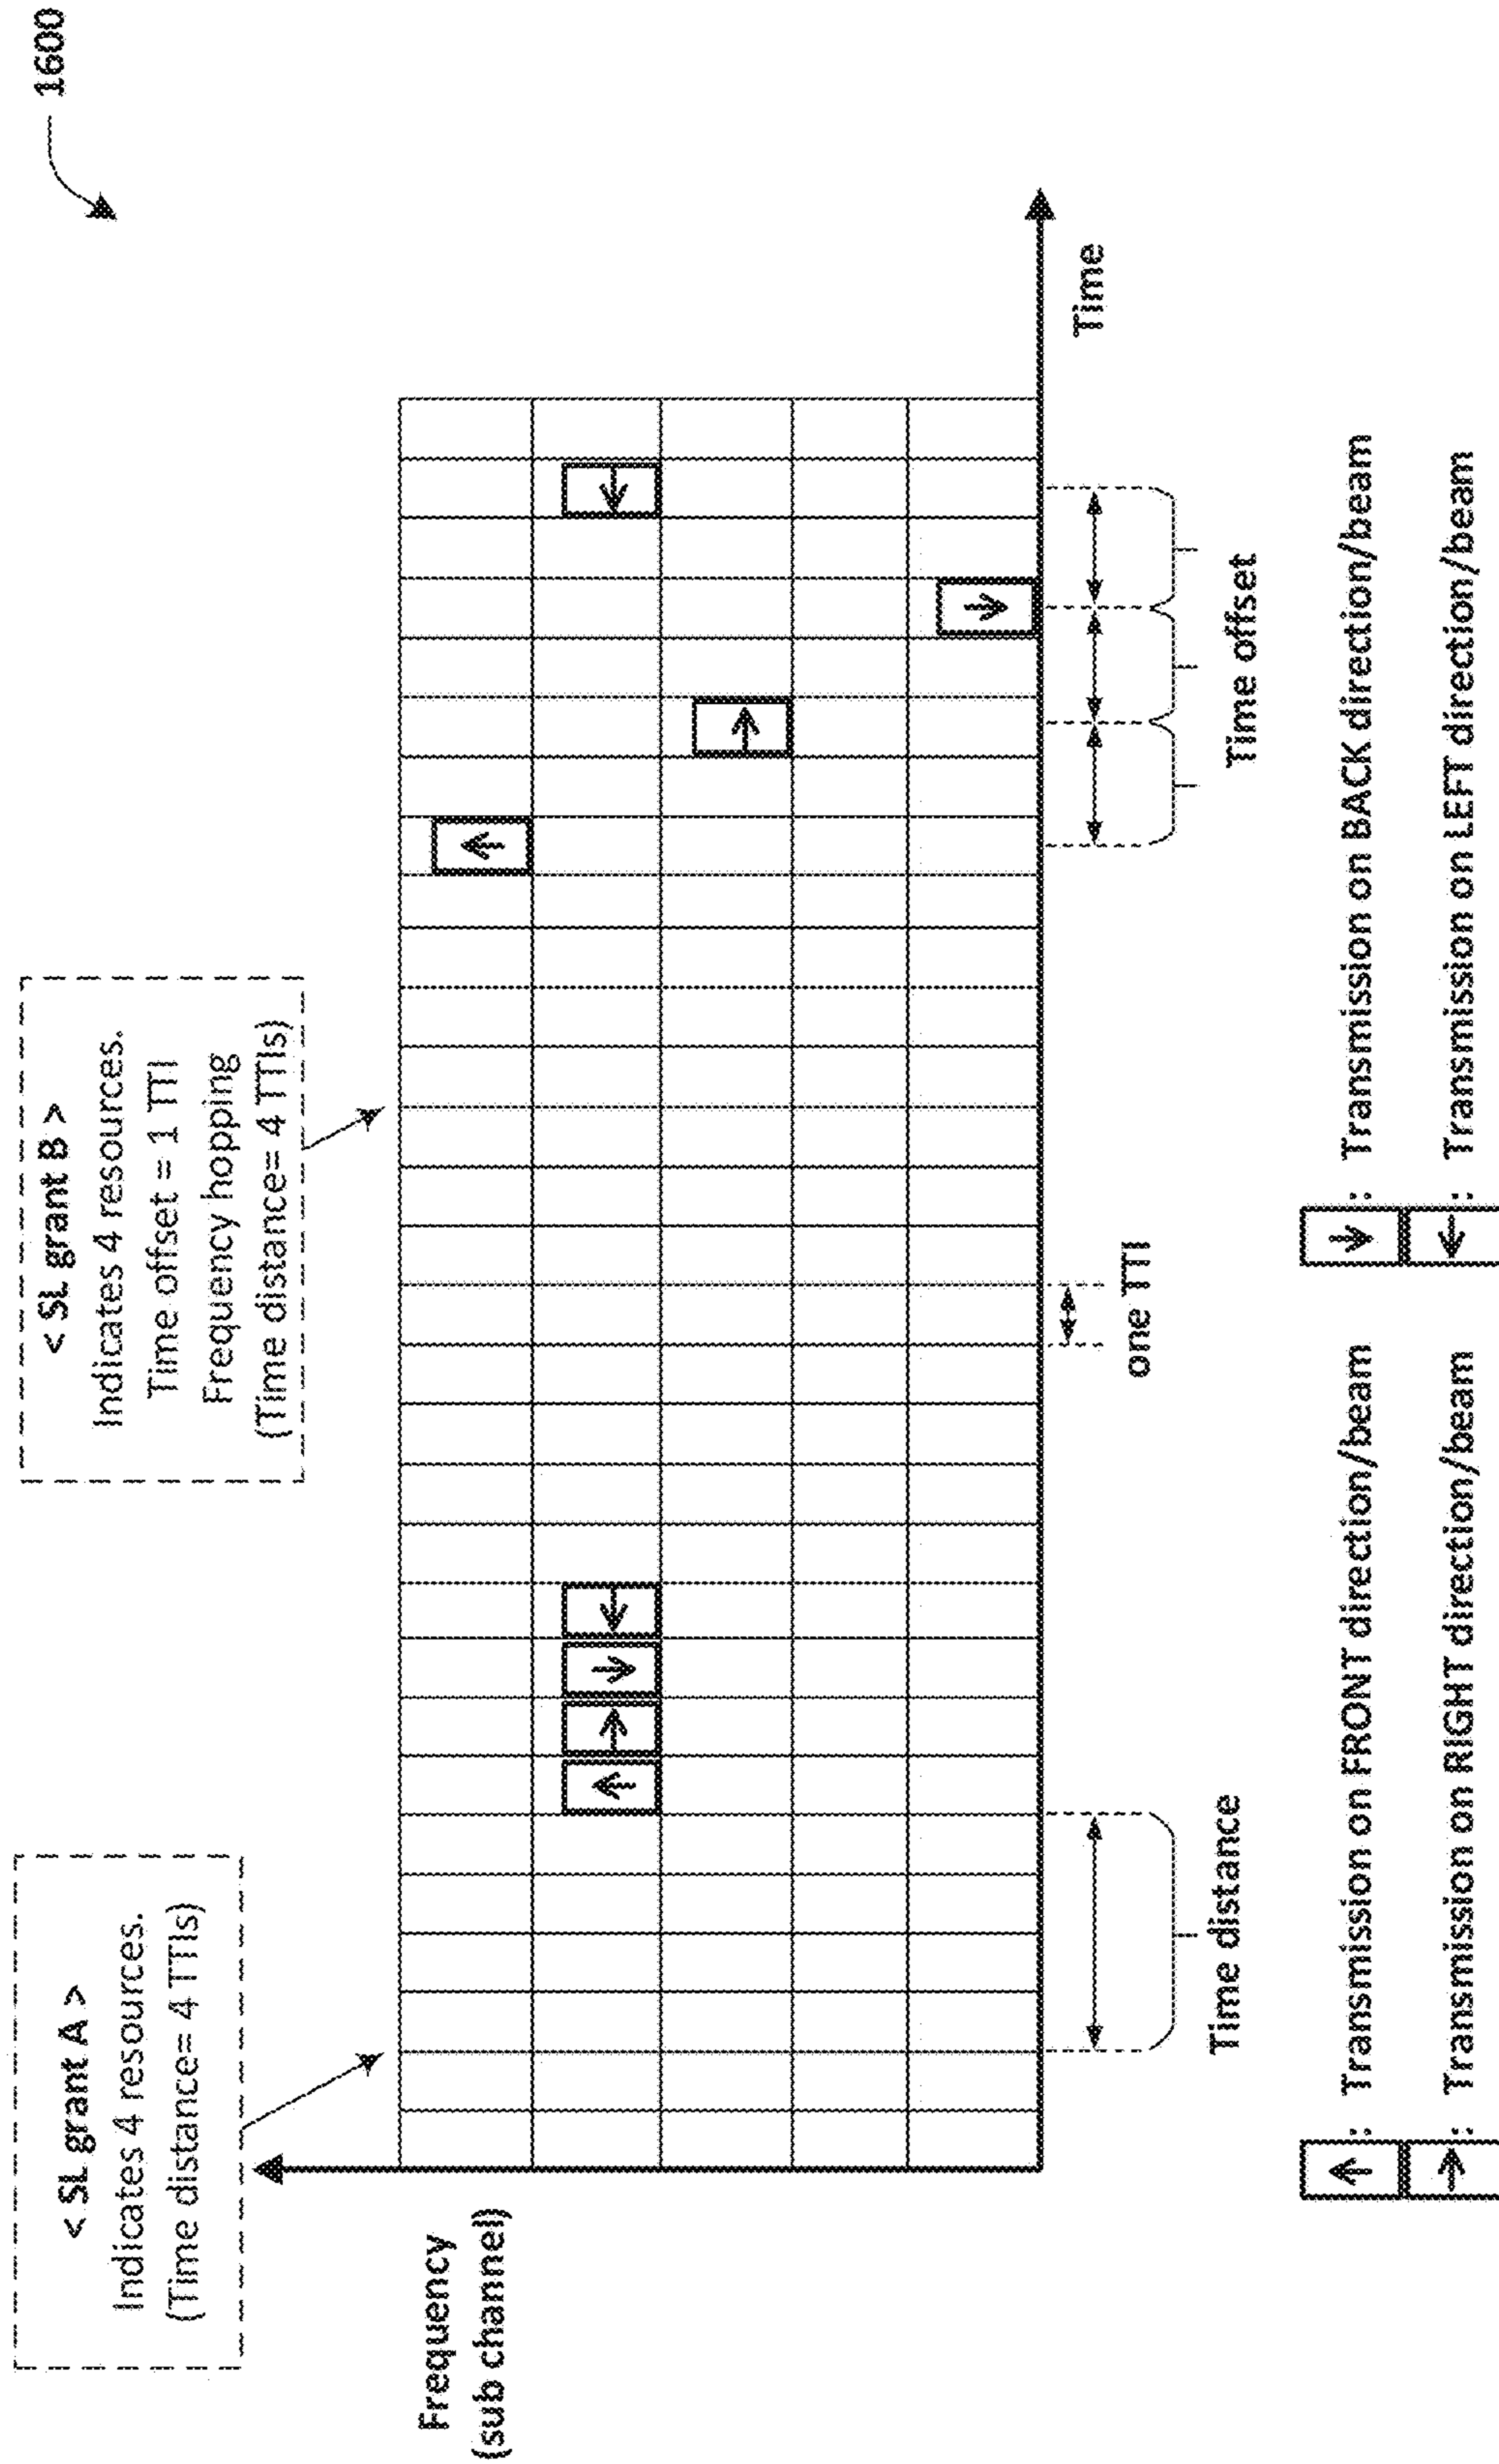 1600
< SL grant A >
Indicates 4 resources.
(Time distance= 4 TTIs)
< SL grant B >
Indicates 4 resources.
Time offset = 1 TTI
Frequency hopping
(Time distance= 4 TTIs)
Frequency
(sub channel)
Time
Time distance
one TTI
Time offset
: Transmission on FRONT direction/beam
: Transmission on BACK direction/beam
: Transmission on RIGHT direction/beam
: Transmission on LEFT direction/beam